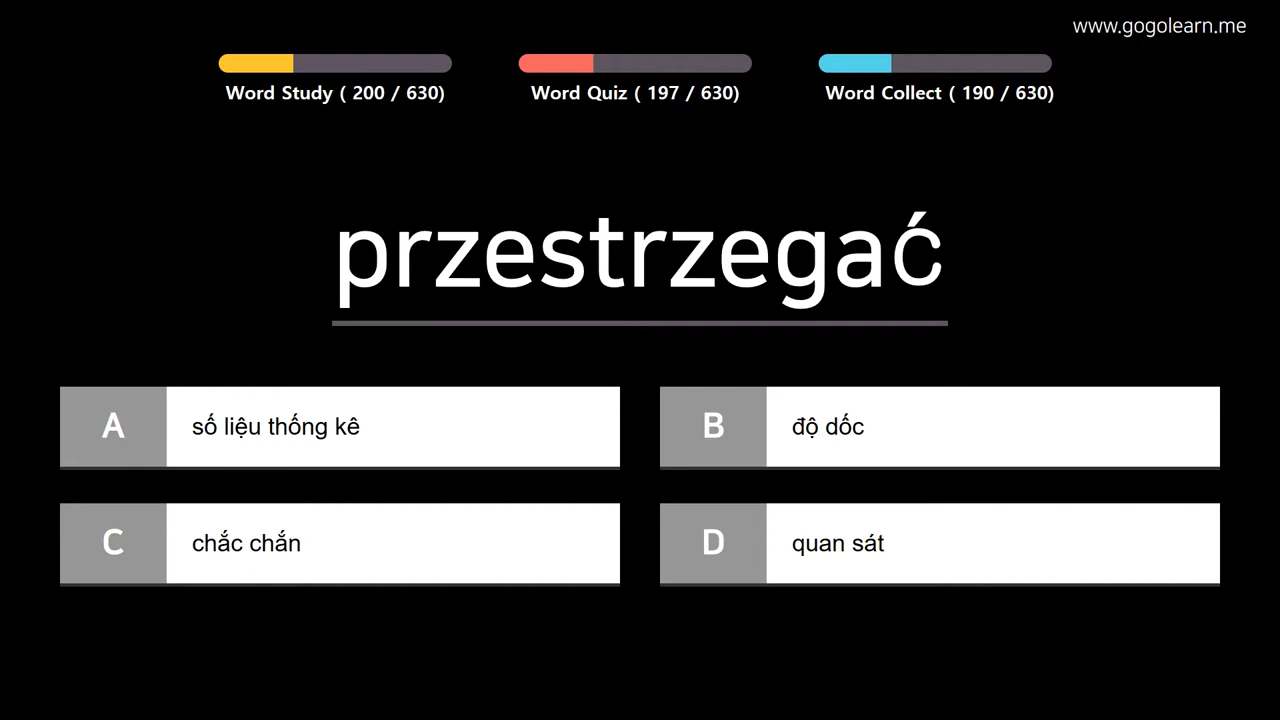 www.gogolearn.me
Word Study ( 200 / 630)
Word Quiz ( 197 / 630)
Word Collect ( 190 / 630)
przestrzegać
A số liệu thống kê
B độ dốc
C chắc chắn
D quan sát